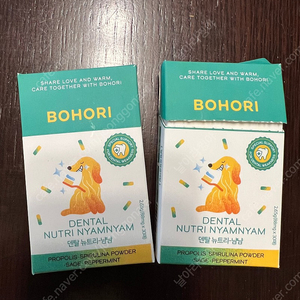 SHARE LOVE AND WARM,
CARE TOGETHER WITH BOHORI
BOHORI
DENTAL
NUTRI NYAMNYAM
덴탈 뉴트라-냠냠
PROPOLIS·SPIRULINA POWDER
SAGE·PEPPERMINT
SHARE LOVE AND WARM,
CARE TOGETHER WITH BOHORI
BOHORI
DENTAL
NUTRI NYAMNYAM
덴탈 뉴트라-냠냠
PROPOLIS·SPIRULINA POWDER
SAGE·PEPPERMINT